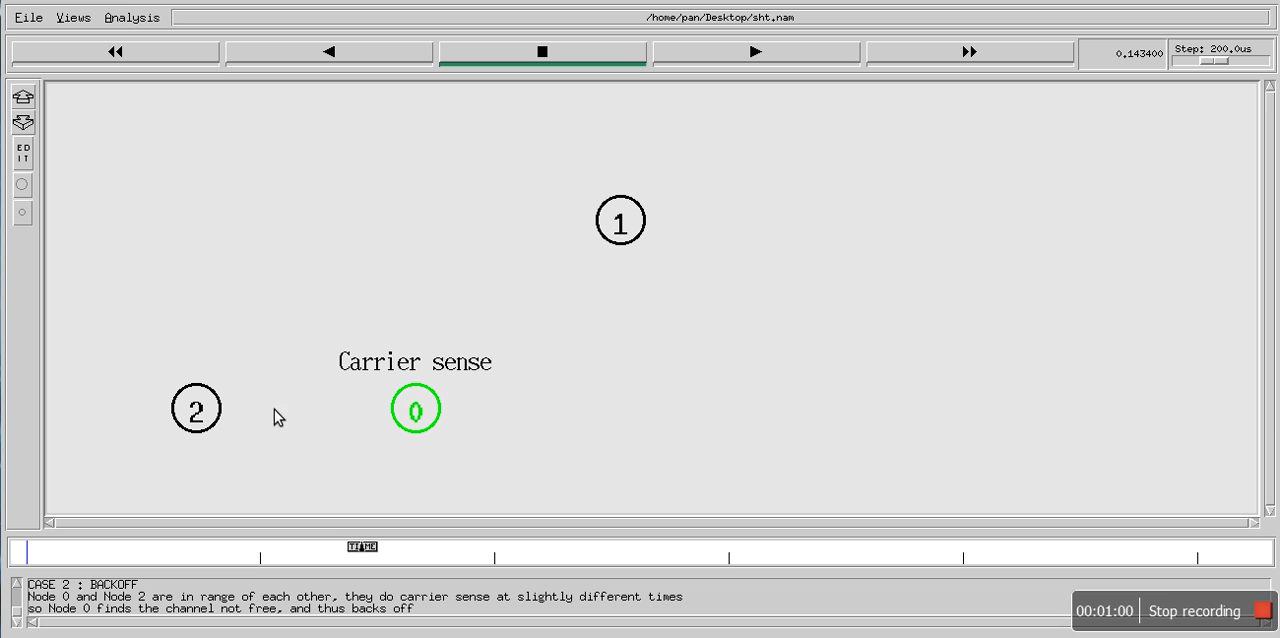 Eile Views Analysis /home/pan/Desktop/sht.nam
0.143400 Step: 200.0us
ED
IT
1
Carrier sense
2 0
TIME
CASE 2 : BACKOFF
Node 0 and Node 2 are in range of each other, they do carrier sense at slightly different times
so Node 0 finds the channel not free, and thus backs off
00:01:00 Stop recording